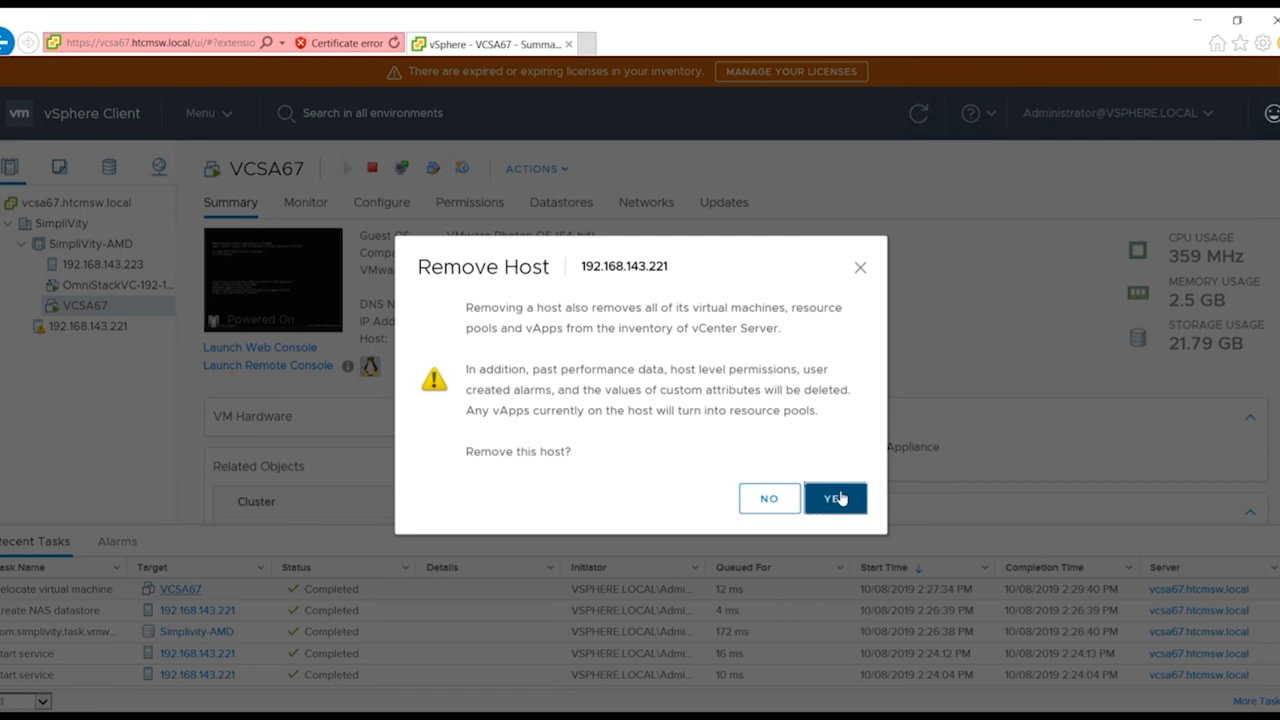 https://vcsa67.htcmsw.local/ui/#?extensio
Certificate error
vSphere - VCSA67 - Summa...
There are expired or expiring licenses in your inventory.
MANAGE YOUR LICENSES
vm
vSphere Client
Menu
Search in all environments
Administrator@VSPHERE.LOCAL
VCSA67
ACTIONS
vcsa67.htcmsw.local
SimpliVity
SimpliVity-AMD
192.168.143.223
OmniStackVC-192-1...
VCSA67
192.168.143.221
Summary
Monitor
Configure
Permissions
Datastores
Networks
Updates
Powered On
Launch Web Console
Launch Remote Console
Guest OS:
Compa
VMwa
DNS N
IP Addr
Host:
CPU USAGE
359 MHz
MEMORY USAGE
2.5 GB
STORAGE USAGE
21.79 GB
VM Hardware
Related Objects
Cluster
Appliance
Remove Host
192.168.143.221
Removing a host also removes all of its virtual machines, resource
pools and vApps from the inventory of vCenter Server.
In addition, past performance data, host level permissions, user
created alarms, and the values of custom attributes will be deleted.
Any vApps currently on the host will turn into resource pools.
Remove this host?
NO
YE
ecent Tasks
Alarms
ask Name
Target
Status
Details
Initiator
Queued For
Start Time
Completion Time
Server
elocate virtual machine
VCSA67
Completed
VSPHERE.LOCAL\Admi...
12 ms
10/08/2019 2:27:34 PM
10/08/2019 2:29:40 PM
vcsa67.htcmsw.local
reate NAS datastore
192.168.143.221
Completed
VSPHERE.LOCAL\Admi...
4 ms
10/08/2019 2:26:39 PM
10/08/2019 2:26:39 PM
vcsa67.htcmsw.local
om.simplivity.task.vmw...
Simplivity-AMD
Completed
VSPHERE.LOCAL\Admi...
172 ms
10/08/2019 2:26:38 PM
10/08/2019 2:26:40 PM
vcsa67.htcmsw.local
tart service
192.168.143.221
Completed
VSPHERE.LOCAL\Admi...
16 ms
10/08/2019 2:24:12 PM
10/08/2019 2:24:13 PM
vcsa67.htcmsw.local
tart service
192.168.143.221
Completed
VSPHERE.LOCAL\Admi...
10 ms
10/08/2019 2:24:04 PM
10/08/2019 2:24:04 PM
vcsa67.htcmsw.local
More Task